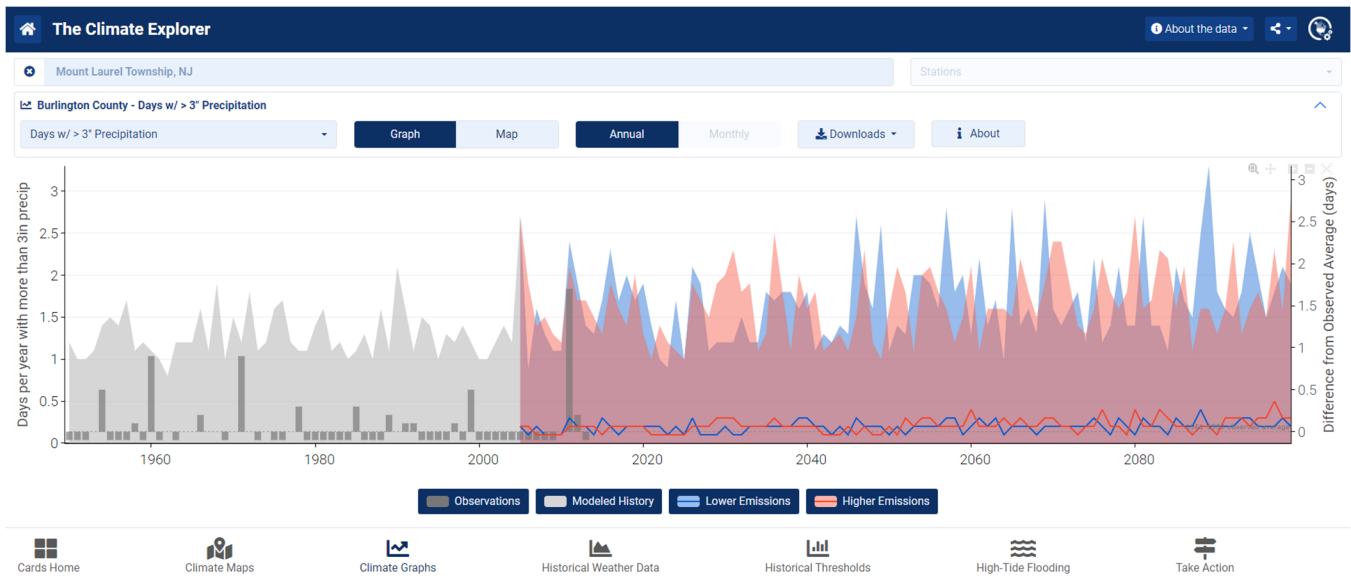 The Climate Explorer
About the data
Mount Laurel Township, NJ
Stations
Burlington County - Days w/ > 3" Precipitation
Days w/ > 3" Precipitation
Graph
Map
Annual
Monthly
Downloads
About
Days per year with more than 3in precip
3
2.5
2
1.5
1
0.5
0
3
2.5
2
1.5
1
0.5
0
Difference from Observed Average (days)
observed average
1960
1980
2000
2020
2040
2060
2080
Observations
Modeled History
Lower Emissions
Higher Emissions
Cards Home
Climate Maps
Climate Graphs
Historical Weather Data
Historical Thresholds
High-Tide Flooding
Take Action